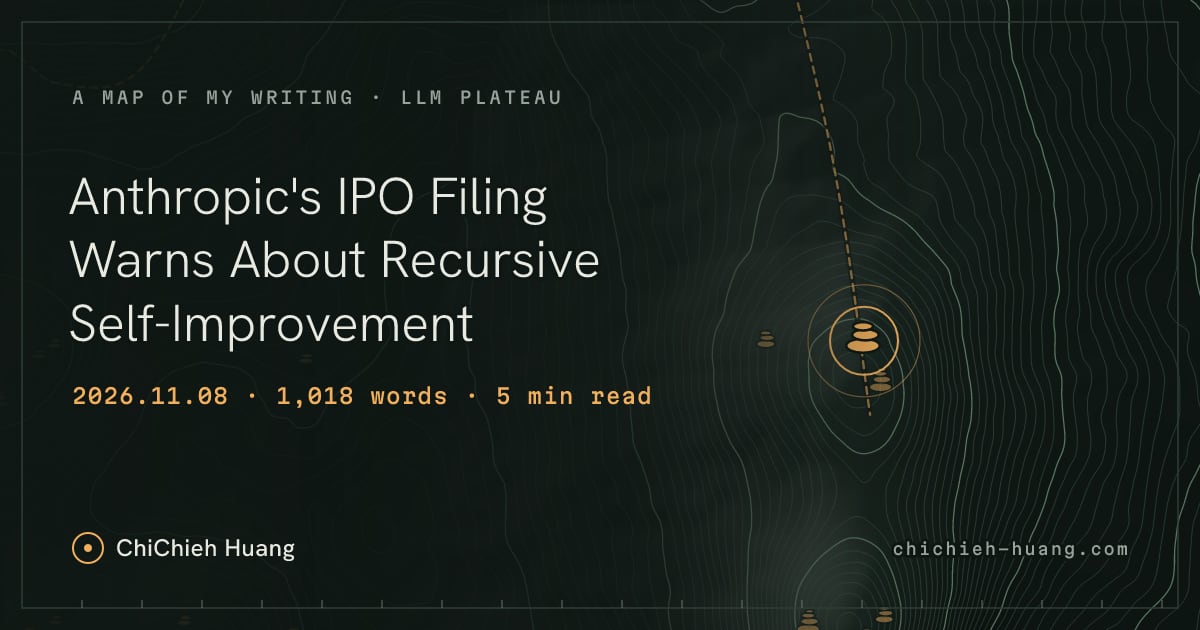 A MAP OF MY WRITING · LLM PLATEAU
Anthropic's IPO Filing
Warns About Recursive
Self-Improvement
2026.11.08 · 1,018 words · 5 min read
ChiChieh Huang
chichieh-huang.com